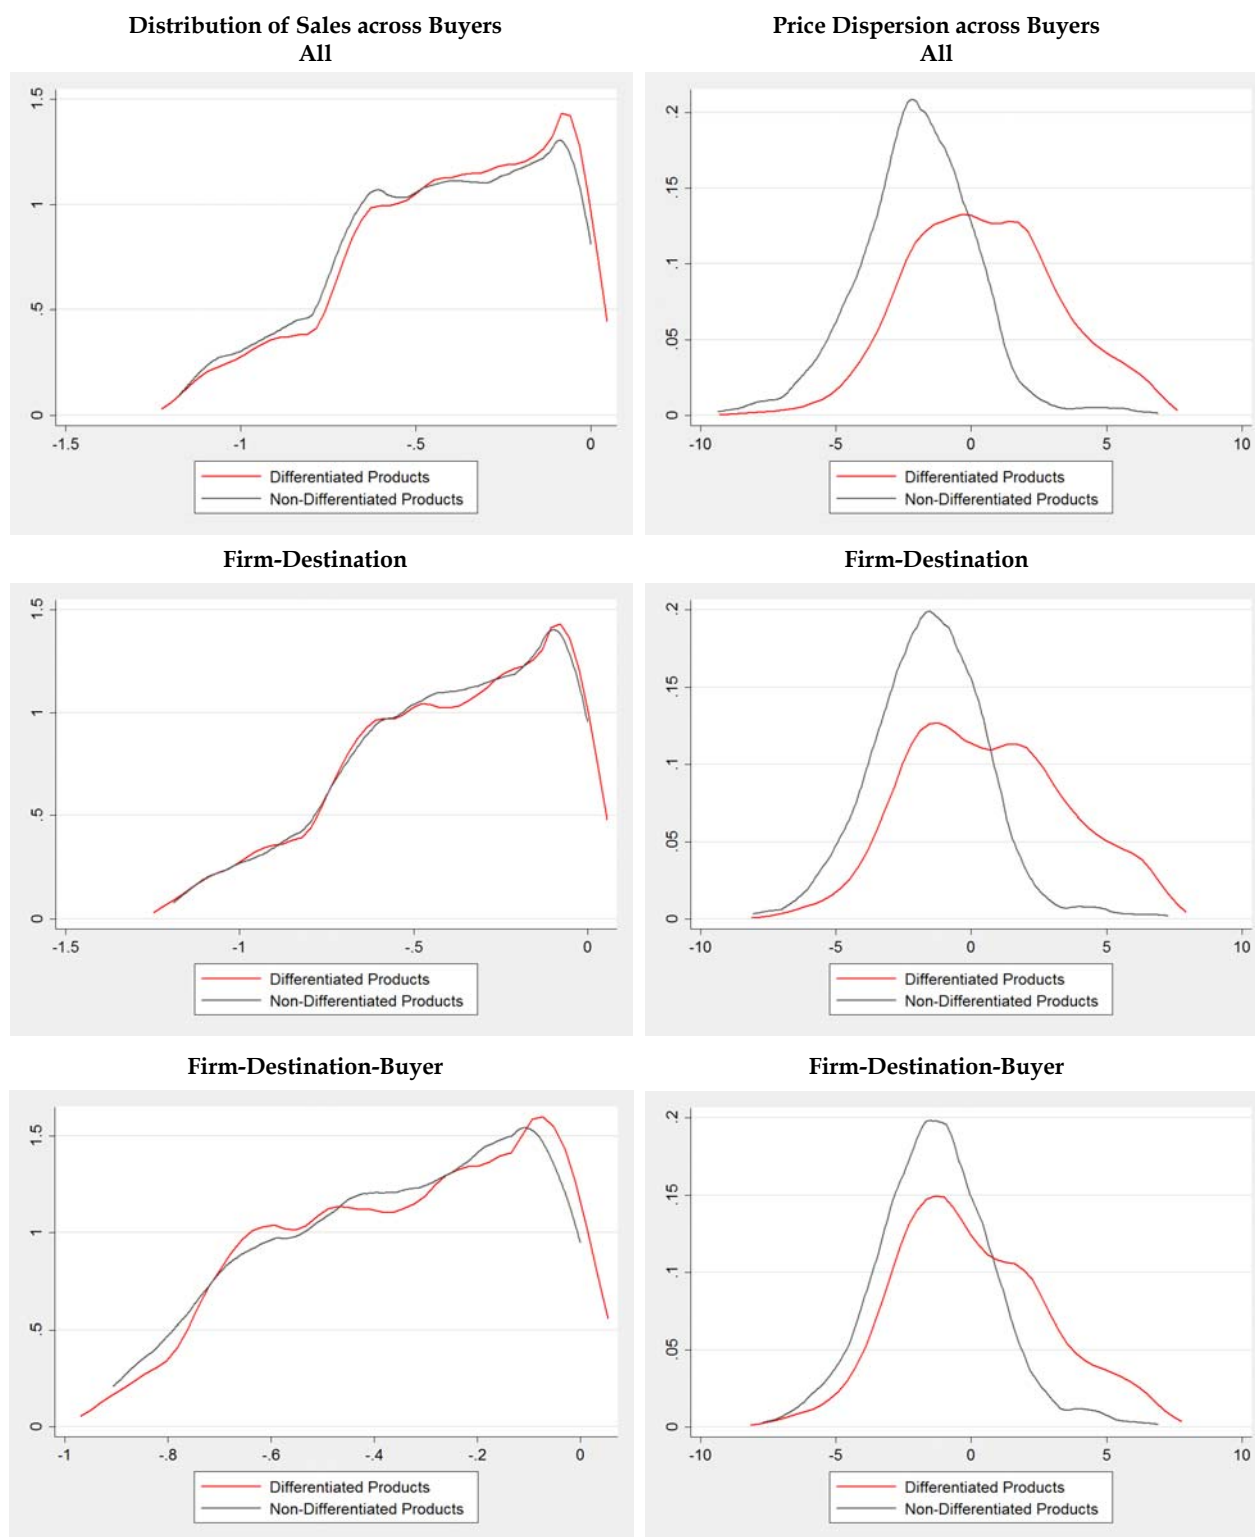 Distribution of Sales across Buyers
All
1.5
1
.5
0
-1.5
-1
-.5
0
Differentiated Products
Non-Differentiated Products
Price Dispersion across Buyers
All
.2
.15
.1
.05
0
-10
-5
0
5
10
Differentiated Products
Non-Differentiated Products
Firm-Destination
1.5
1
.5
0
-1.5
-1
-.5
0
Differentiated Products
Non-Differentiated Products
Firm-Destination
.2
.15
.1
.05
0
-10
-5
0
5
10
Differentiated Products
Non-Differentiated Products
Firm-Destination-Buyer
1.5
1
.5
0
-1
-.8
-.6
-.4
-.2
0
Differentiated Products
Non-Differentiated Products
Firm-Destination-Buyer
.2
.15
.1
.05
0
-10
-5
0
5
10
Differentiated Products
Non-Differentiated Products